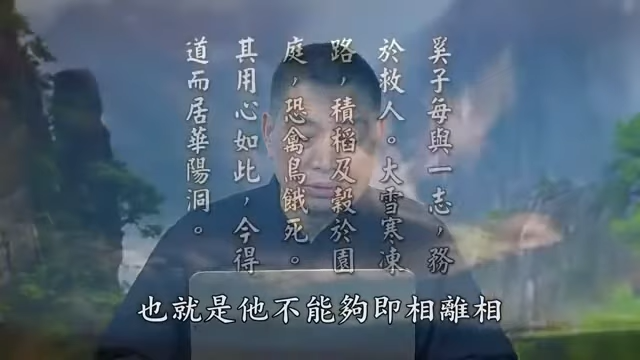 奚子每與一志，務
於救人。大雪寒凍
路，積稻及穀於園
庭，恐禽鳥餓死。
其用心如此，今得
道而居華陽洞。
也就是他不能夠即相離相